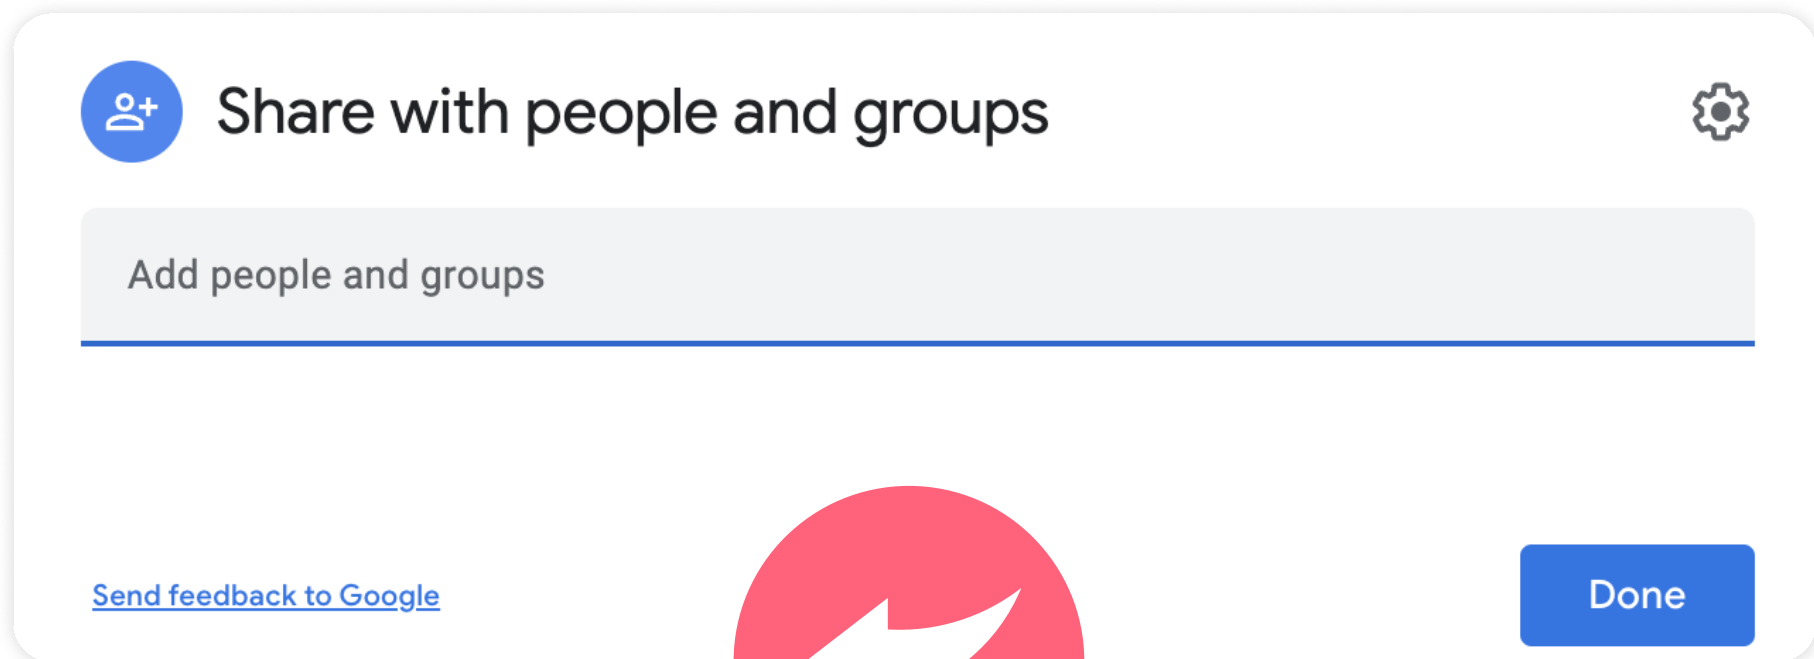 Share with people and groups
Add people and groups
Send feedback to Google
Done